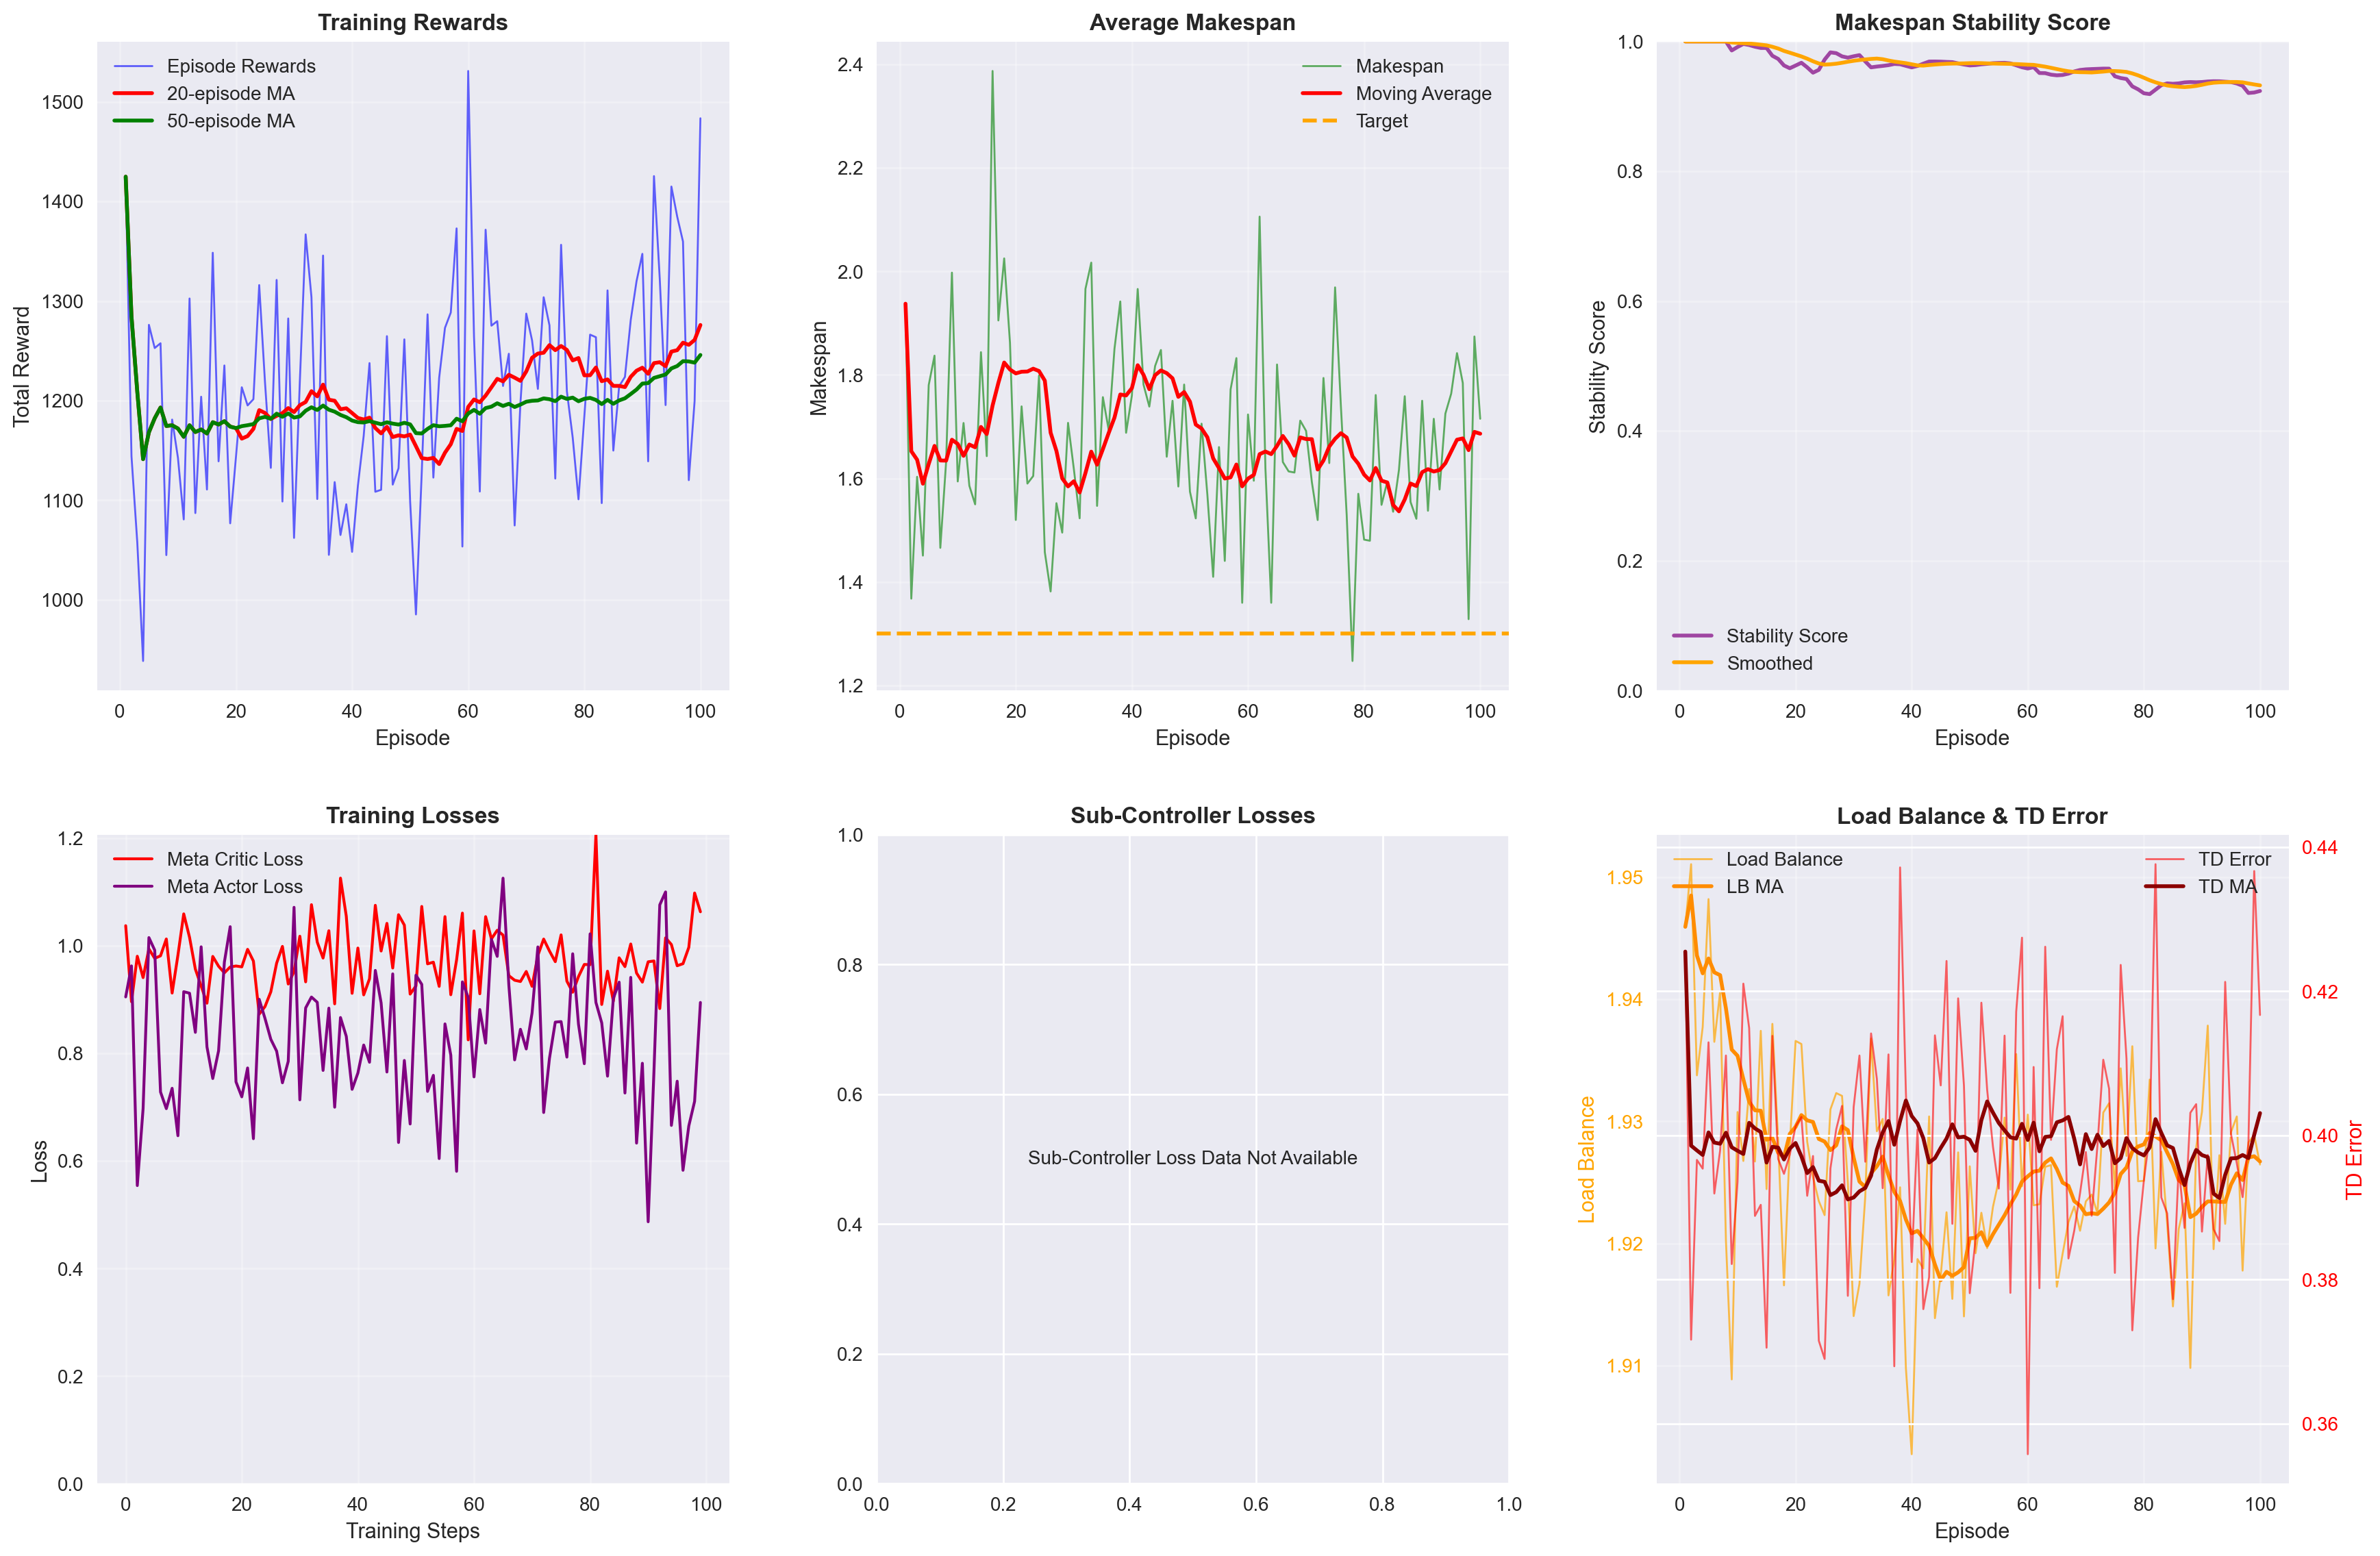 Training Rewards
Total Reward
1500
1400
1300
1200
1100
1000
Episode Rewards
20-episode MA
50-episode MA
0 20 40 60 80 100
Episode
Average Makespan
Makespan
2.4
2.2
2.0
1.8
1.6
1.4
1.2
Makespan
Moving Average
Target
0 20 40 60 80 100
Episode
Makespan Stability Score
Stability Score
1.0
0.8
0.6
0.4
0.2
0.0
Stability Score
Smoothed
0 20 40 60 80 100
Episode
Training Losses
Loss
1.2
1.0
0.8
0.6
0.4
0.2
0.0
Meta Critic Loss
Meta Actor Loss
0 20 40 60 80 100
Training Steps
Sub-Controller Losses
1.0
0.8
0.6
0.4
0.2
0.0
Sub-Controller Loss Data Not Available
0.0 0.2 0.4 0.6 0.8 1.0
Load Balance & TD Error
Load Balance
1.95
1.94
1.93
1.92
1.91
Load Balance
LB MA
TD Error
TD MA
0.44
0.42
0.40
0.38
0.36
TD Error
0 20 40 60 80 100
Episode